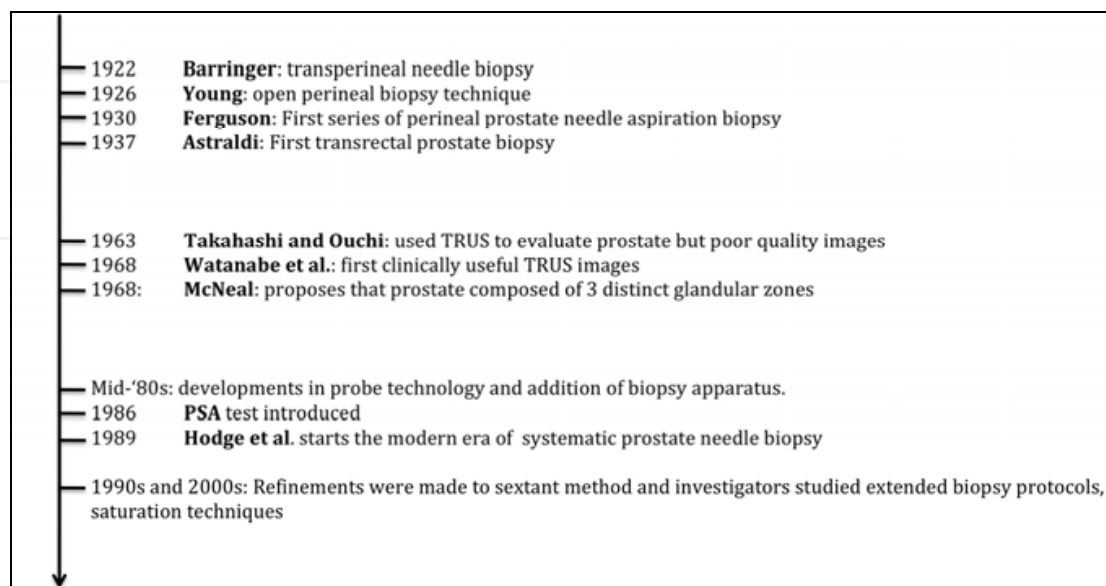 1922 Barringer: transperineal needle biopsy
1926 Young: open perineal biopsy technique
1930 Ferguson: First series of perineal prostate needle aspiration biopsy
1937 Astraldi: First transrectal prostate biopsy
1963 Takahashi and Ouchi: used TRUS to evaluate prostate but poor quality images
1968 Watanabe et al.: first clinically useful TRUS images
1968: McNeal: proposes that prostate composed of 3 distinct glandular zones
Mid-‘80s: developments in probe technology and addition of biopsy apparatus.
1986 PSA test introduced
1989 Hodge et al. starts the modern era of systematic prostate needle biopsy
1990s and 2000s: Refinements were made to sextant method and investigators studied extended biopsy protocols,
saturation techniques